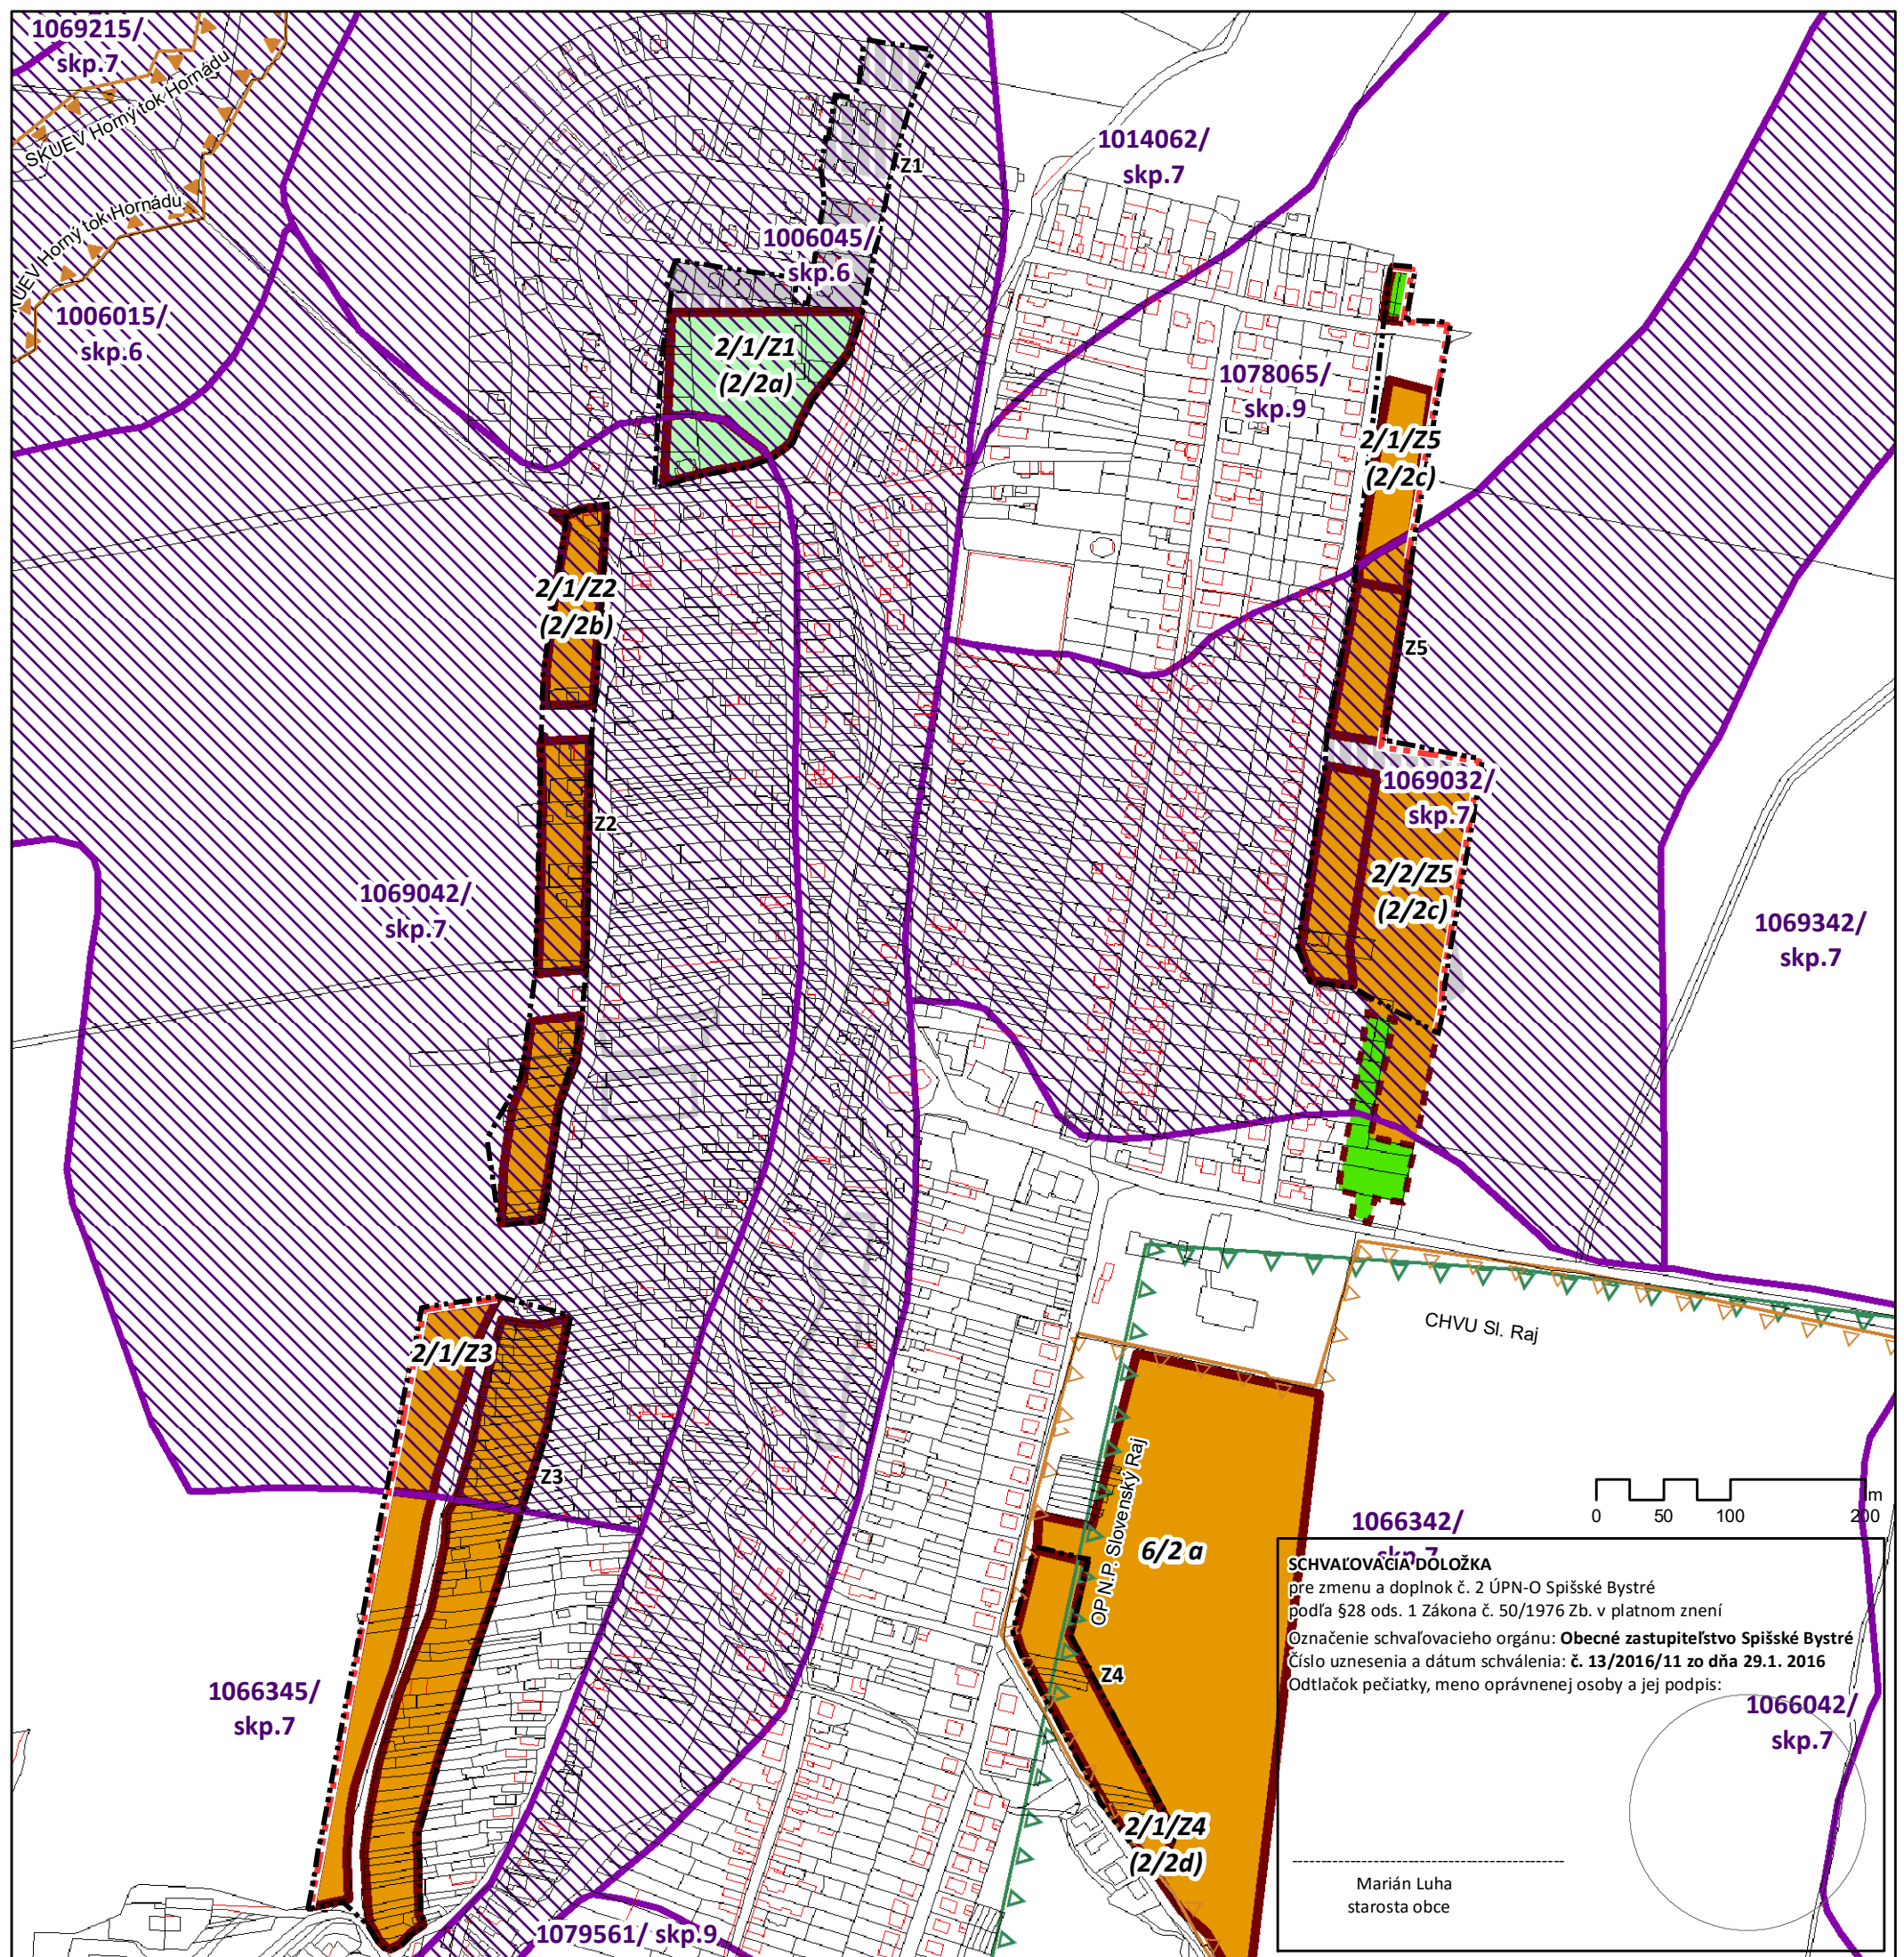 1069215/
skp.7
SKUEV Horný tok Hornádu
UEV Horný tok Hornádu
1006015/
skp.6
1014062/
skp.7
Z1
1006045/
skp.6
2/1/Z1
(2/2a)
1078065/
skp.9
2/1/Z5
(2/2c)
2/1/Z2
(2/2b)
Z5
1069032/
skp.7
Z2
2/2/Z5
(2/2c)
1069042/
skp.7
1069342/
skp.7
CHVU Sl. Raj
2/1/Z3
Z3
OP N.P. Slovenský Raj
6/2 a
m
0 50 100 200
1066342/
skp.7
SCHVAĽOVACIA DOLOŽKA
pre zmenu a doplnok č. 2 ÚPN-O Spišské Bystré
podľa §28 ods. 1 Zákona č. 50/1976 Zb. v platnom znení
Označenie schvaľovacieho orgánu: Obecné zastupiteľstvo Spišské Bystré
Číslo uznesenia a dátum schválenia: č. 13/2016/11 zo dňa 29.1. 2016
Odtlačok pečiatky, meno oprávnenej osoby a jej podpis:
Z4
1066345/
skp.7
1066042/
skp.7
2/1/Z4
(2/2d)
Marián Luha
starosta obce
1079561/ skp.9